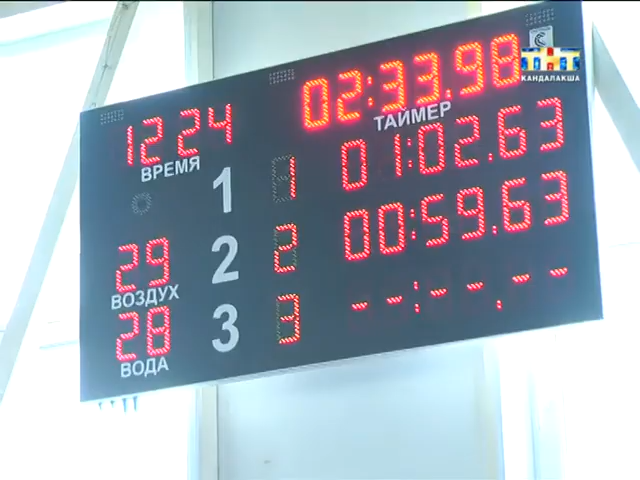 ТНТ
КАНДАЛАКША
02:33.98
ТАЙМЕР
12 24
ВРЕМЯ
1 1 01:02.63
2 2 00:59.63
29
ВОЗДУХ
3 3 --:--.--
28
ВОДА